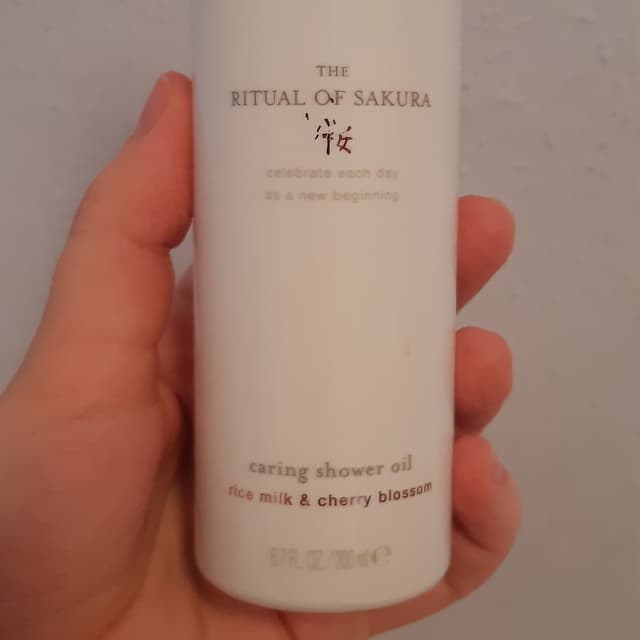 THE
RITUAL OF SAKURA
celebrate each day
as a new beginning
caring shower oil
rice milk & cherry blossom
6.7 FL. OZ. / 200 ml ℮